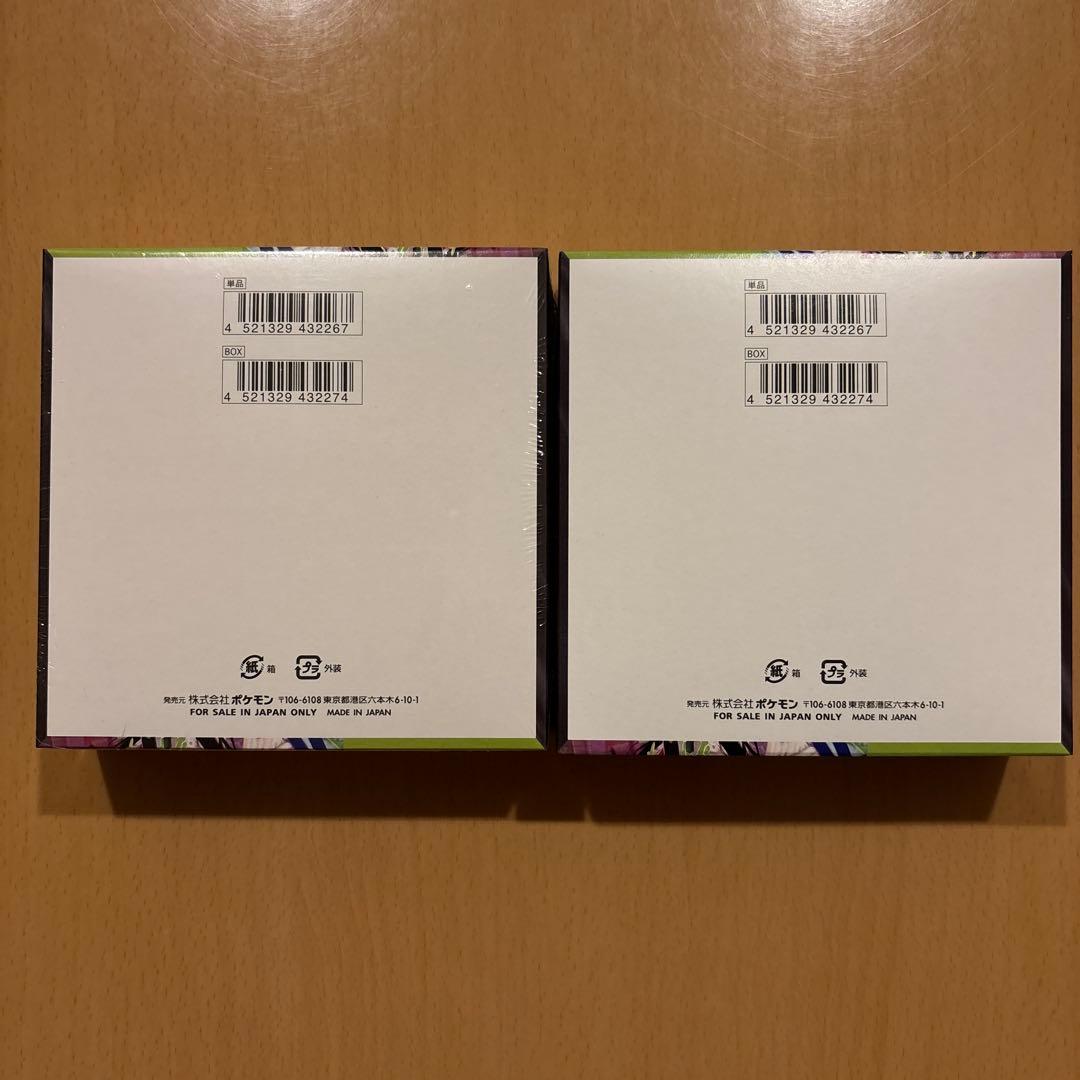 単品
4 521329 432267
BOX
4 521329 432274
紙 箱 プラ 外装
発売元 株式会社ポケモン 〒106-6108 東京都港区六本木6-10-1
FOR SALE IN JAPAN ONLY MADE IN JAPAN
単品
4 521329 432267
BOX
4 521329 432274
紙 箱 プラ 外装
発売元 株式会社ポケモン 〒106-6108 東京都港区六本木6-10-1
FOR SALE IN JAPAN ONLY MADE IN JAPAN